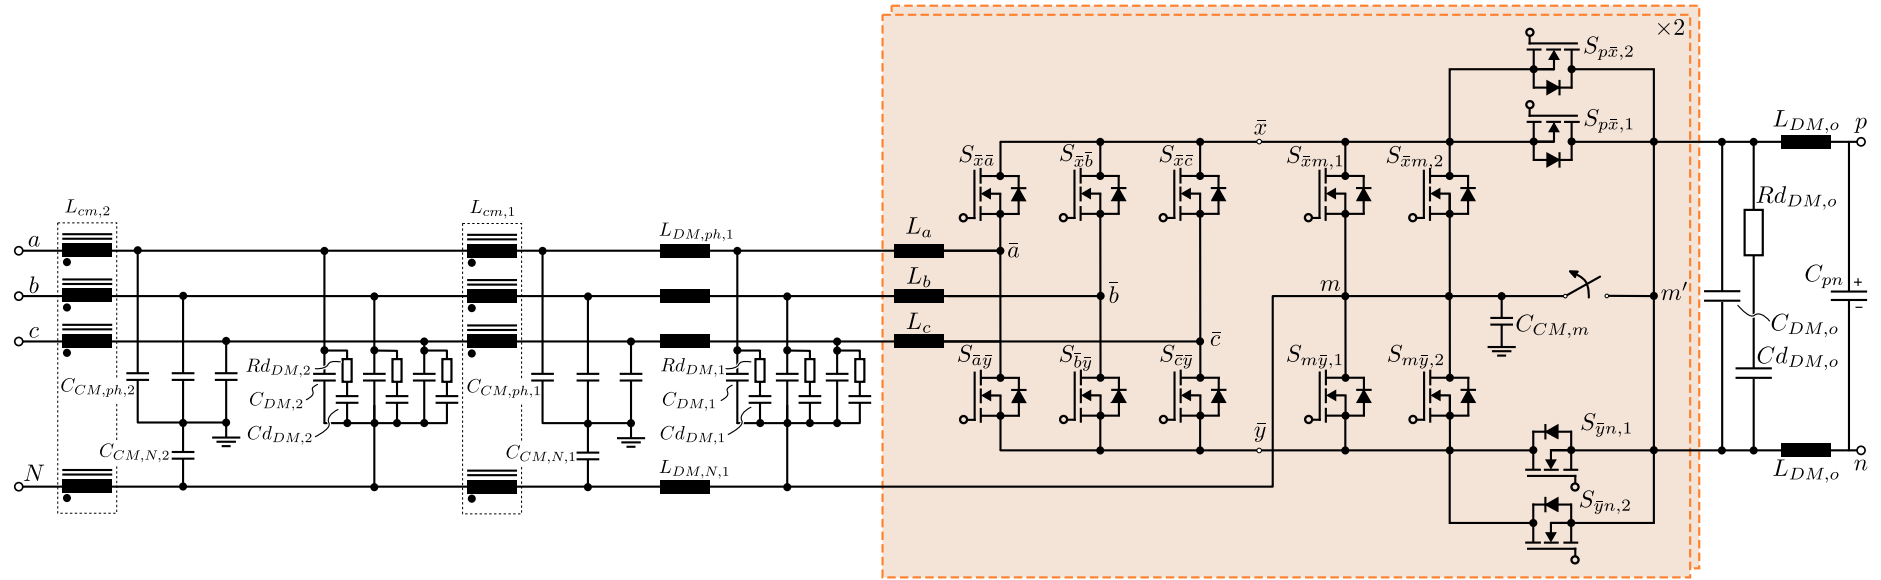 ×2
S_{p\bar{x},2}
S_{p\bar{x},1}
L_{DM,o}
p
\bar{x}
S_{\bar{x}\bar{a}}
S_{\bar{x}\bar{b}}
S_{\bar{x}\bar{c}}
S_{\bar{x}m,1}
S_{\bar{x}m,2}
Rd_{DM,o}
L_{cm,2}
L_{cm,1}
L_{DM,ph,1}
L_a
a
\bar{a}
b
L_b
\bar{b}
m
m'
C_{pn}
+
-
c
L_c
\bar{c}
C_{CM,m}
C_{DM,o}
Cd_{DM,o}
S_{\bar{a}\bar{y}}
S_{\bar{b}\bar{y}}
S_{\bar{c}\bar{y}}
S_{m\bar{y},1}
S_{m\bar{y},2}
Rd_{DM,2}
Rd_{DM,1}
C_{CM,ph,2}
C_{DM,2}
C_{CM,ph,1}
C_{DM,1}
Cd_{DM,2}
Cd_{DM,1}
\bar{y}
S_{\bar{y}n,1}
C_{CM,N,2}
C_{CM,N,1}
L_{DM,N,1}
L_{DM,o}
n
N
S_{\bar{y}n,2}